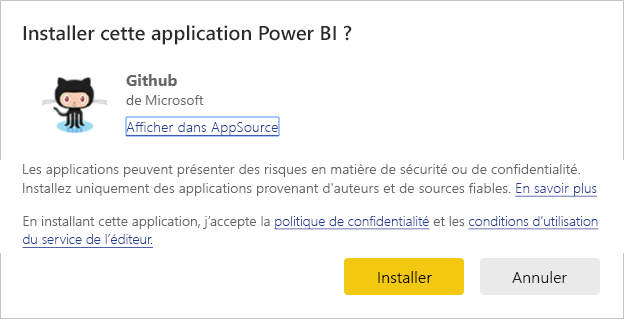 Installer cette application Power BI ?
Github
de Microsoft
Afficher dans AppSource
Les applications peuvent présenter des risques en matière de sécurité ou de confidentialité.
Installez uniquement des applications provenant d'auteurs et de sources fiables. En savoir plus
En installant cette application, j’accepte la politique de confidentialité et les conditions d’utilisation
du service de l’éditeur.
Installer
Annuler